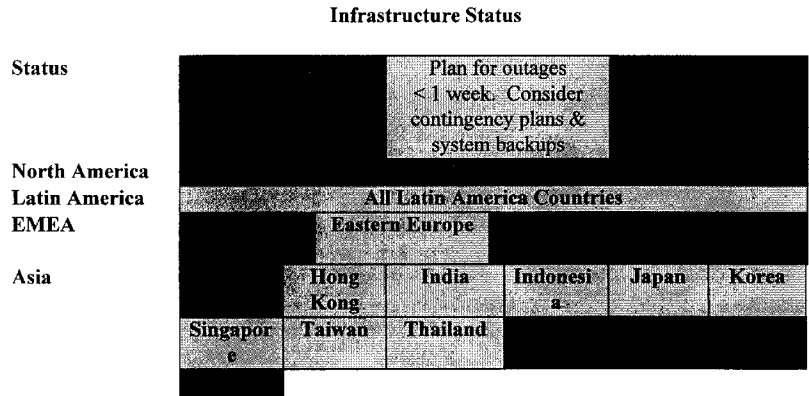 Infrastructure Status
Status
Plan for outages
< 1 week. Consider
contingency plans &
system backups
North America
Latin America
All Latin America Countries
EMEA
Eastern Europe
Asia
Hong
Kong
India
Indonesi
a
Japan
Korea
Singapor
e
Taiwan
Thailand